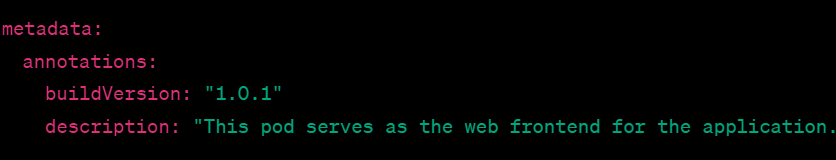 metadata:
  annotations:
    buildVersion: "1.0.1"
    description: "This pod serves as the web frontend for the application.